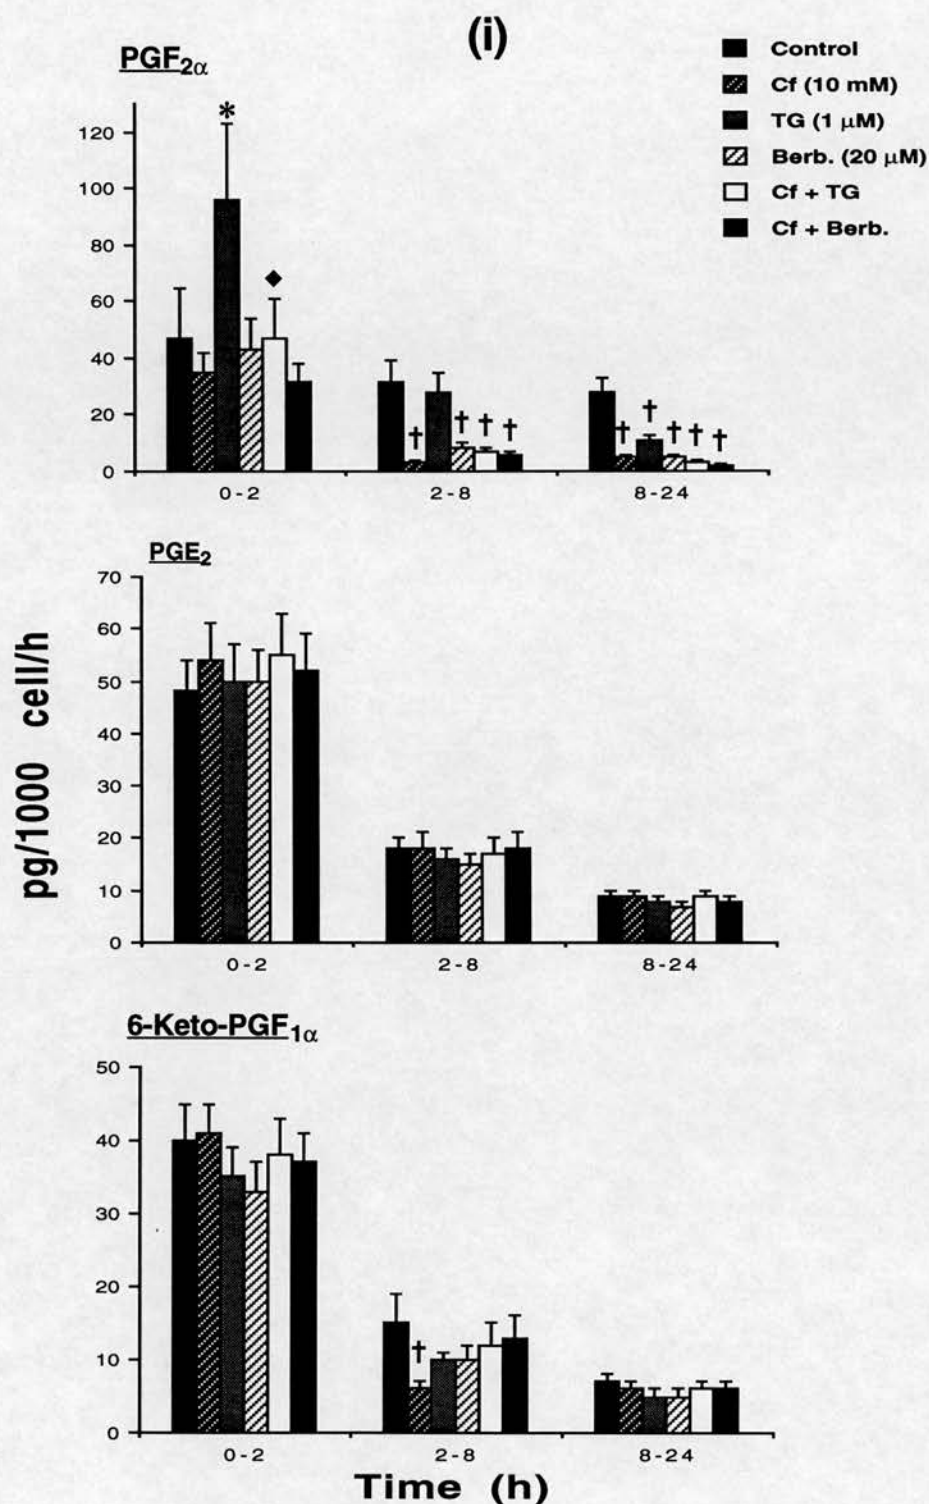 (i)
PGF2α
Control
Cf (10 mM)
TG (1 μM)
Berb. (20 μM)
Cf + TG
Cf + Berb.
120
100
80
60
40
20
0
*
◆
† † † †
† † † † †
0-2 2-8 8-24
PGE2
70
60
50
40
30
20
10
0
0-2 2-8 8-24
pg/1000 cell/h
6-Keto-PGF1α
50
40
30
20
10
0
†
0-2 2-8 8-24
Time (h)